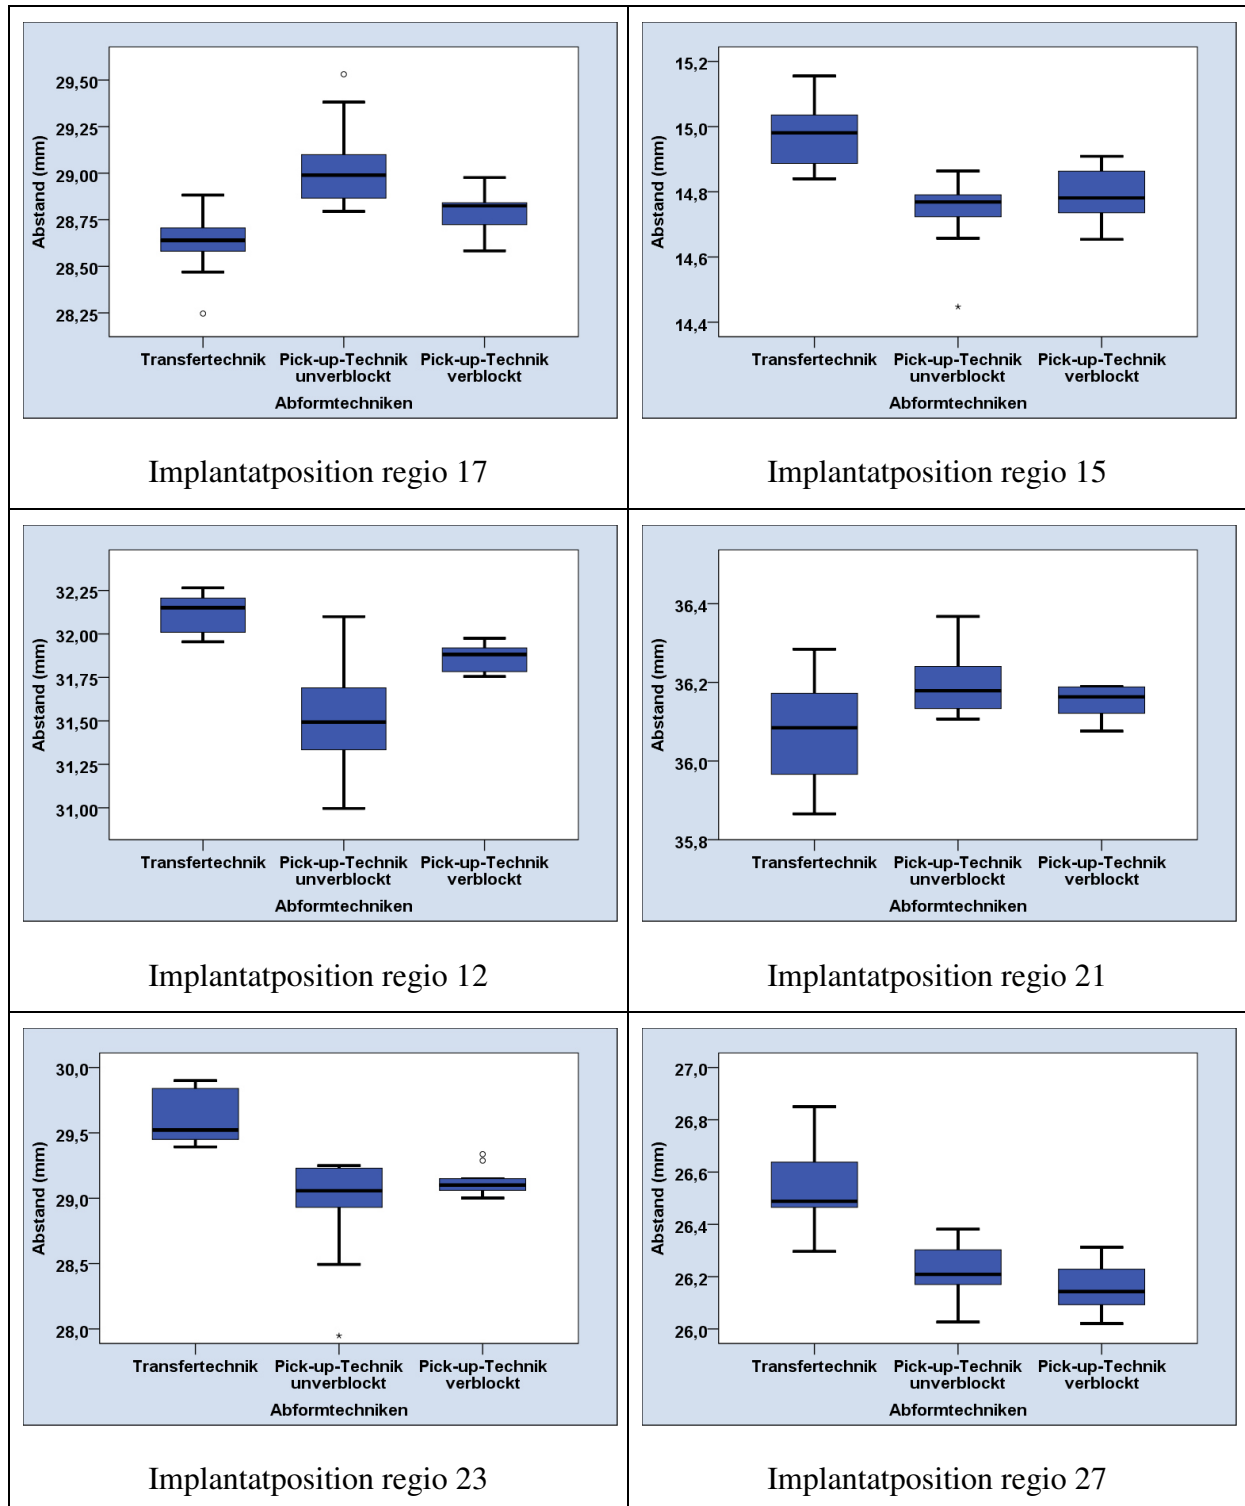 29,50
29,25
29,00
28,75
28,50
28,25
Abstand (mm)
Transfertechnik
Pick-up-Technik
unverblockt
Pick-up-Technik
verblockt
Abformtechniken
Implantatposition regio 17
15,2
15,0
14,8
14,6
14,4
Abstand (mm)
Transfertechnik
Pick-up-Technik
unverblockt
Pick-up-Technik
verblockt
Abformtechniken
Implantatposition regio 15
32,25
32,00
31,75
31,50
31,25
31,00
Abstand (mm)
Transfertechnik
Pick-up-Technik
unverblockt
Pick-up-Technik
verblockt
Abformtechniken
Implantatposition regio 12
36,4
36,2
36,0
35,8
Abstand (mm)
Transfertechnik
Pick-up-Technik
unverblockt
Pick-up-Technik
verblockt
Abformtechniken
Implantatposition regio 21
30,0
29,5
29,0
28,5
28,0
Abstand (mm)
Transfertechnik
Pick-up-Technik
unverblockt
Pick-up-Technik
verblockt
Abformtechniken
Implantatposition regio 23
27,0
26,8
26,6
26,4
26,2
26,0
Abstand (mm)
Transfertechnik
Pick-up-Technik
unverblockt
Pick-up-Technik
verblockt
Abformtechniken
Implantatposition regio 27